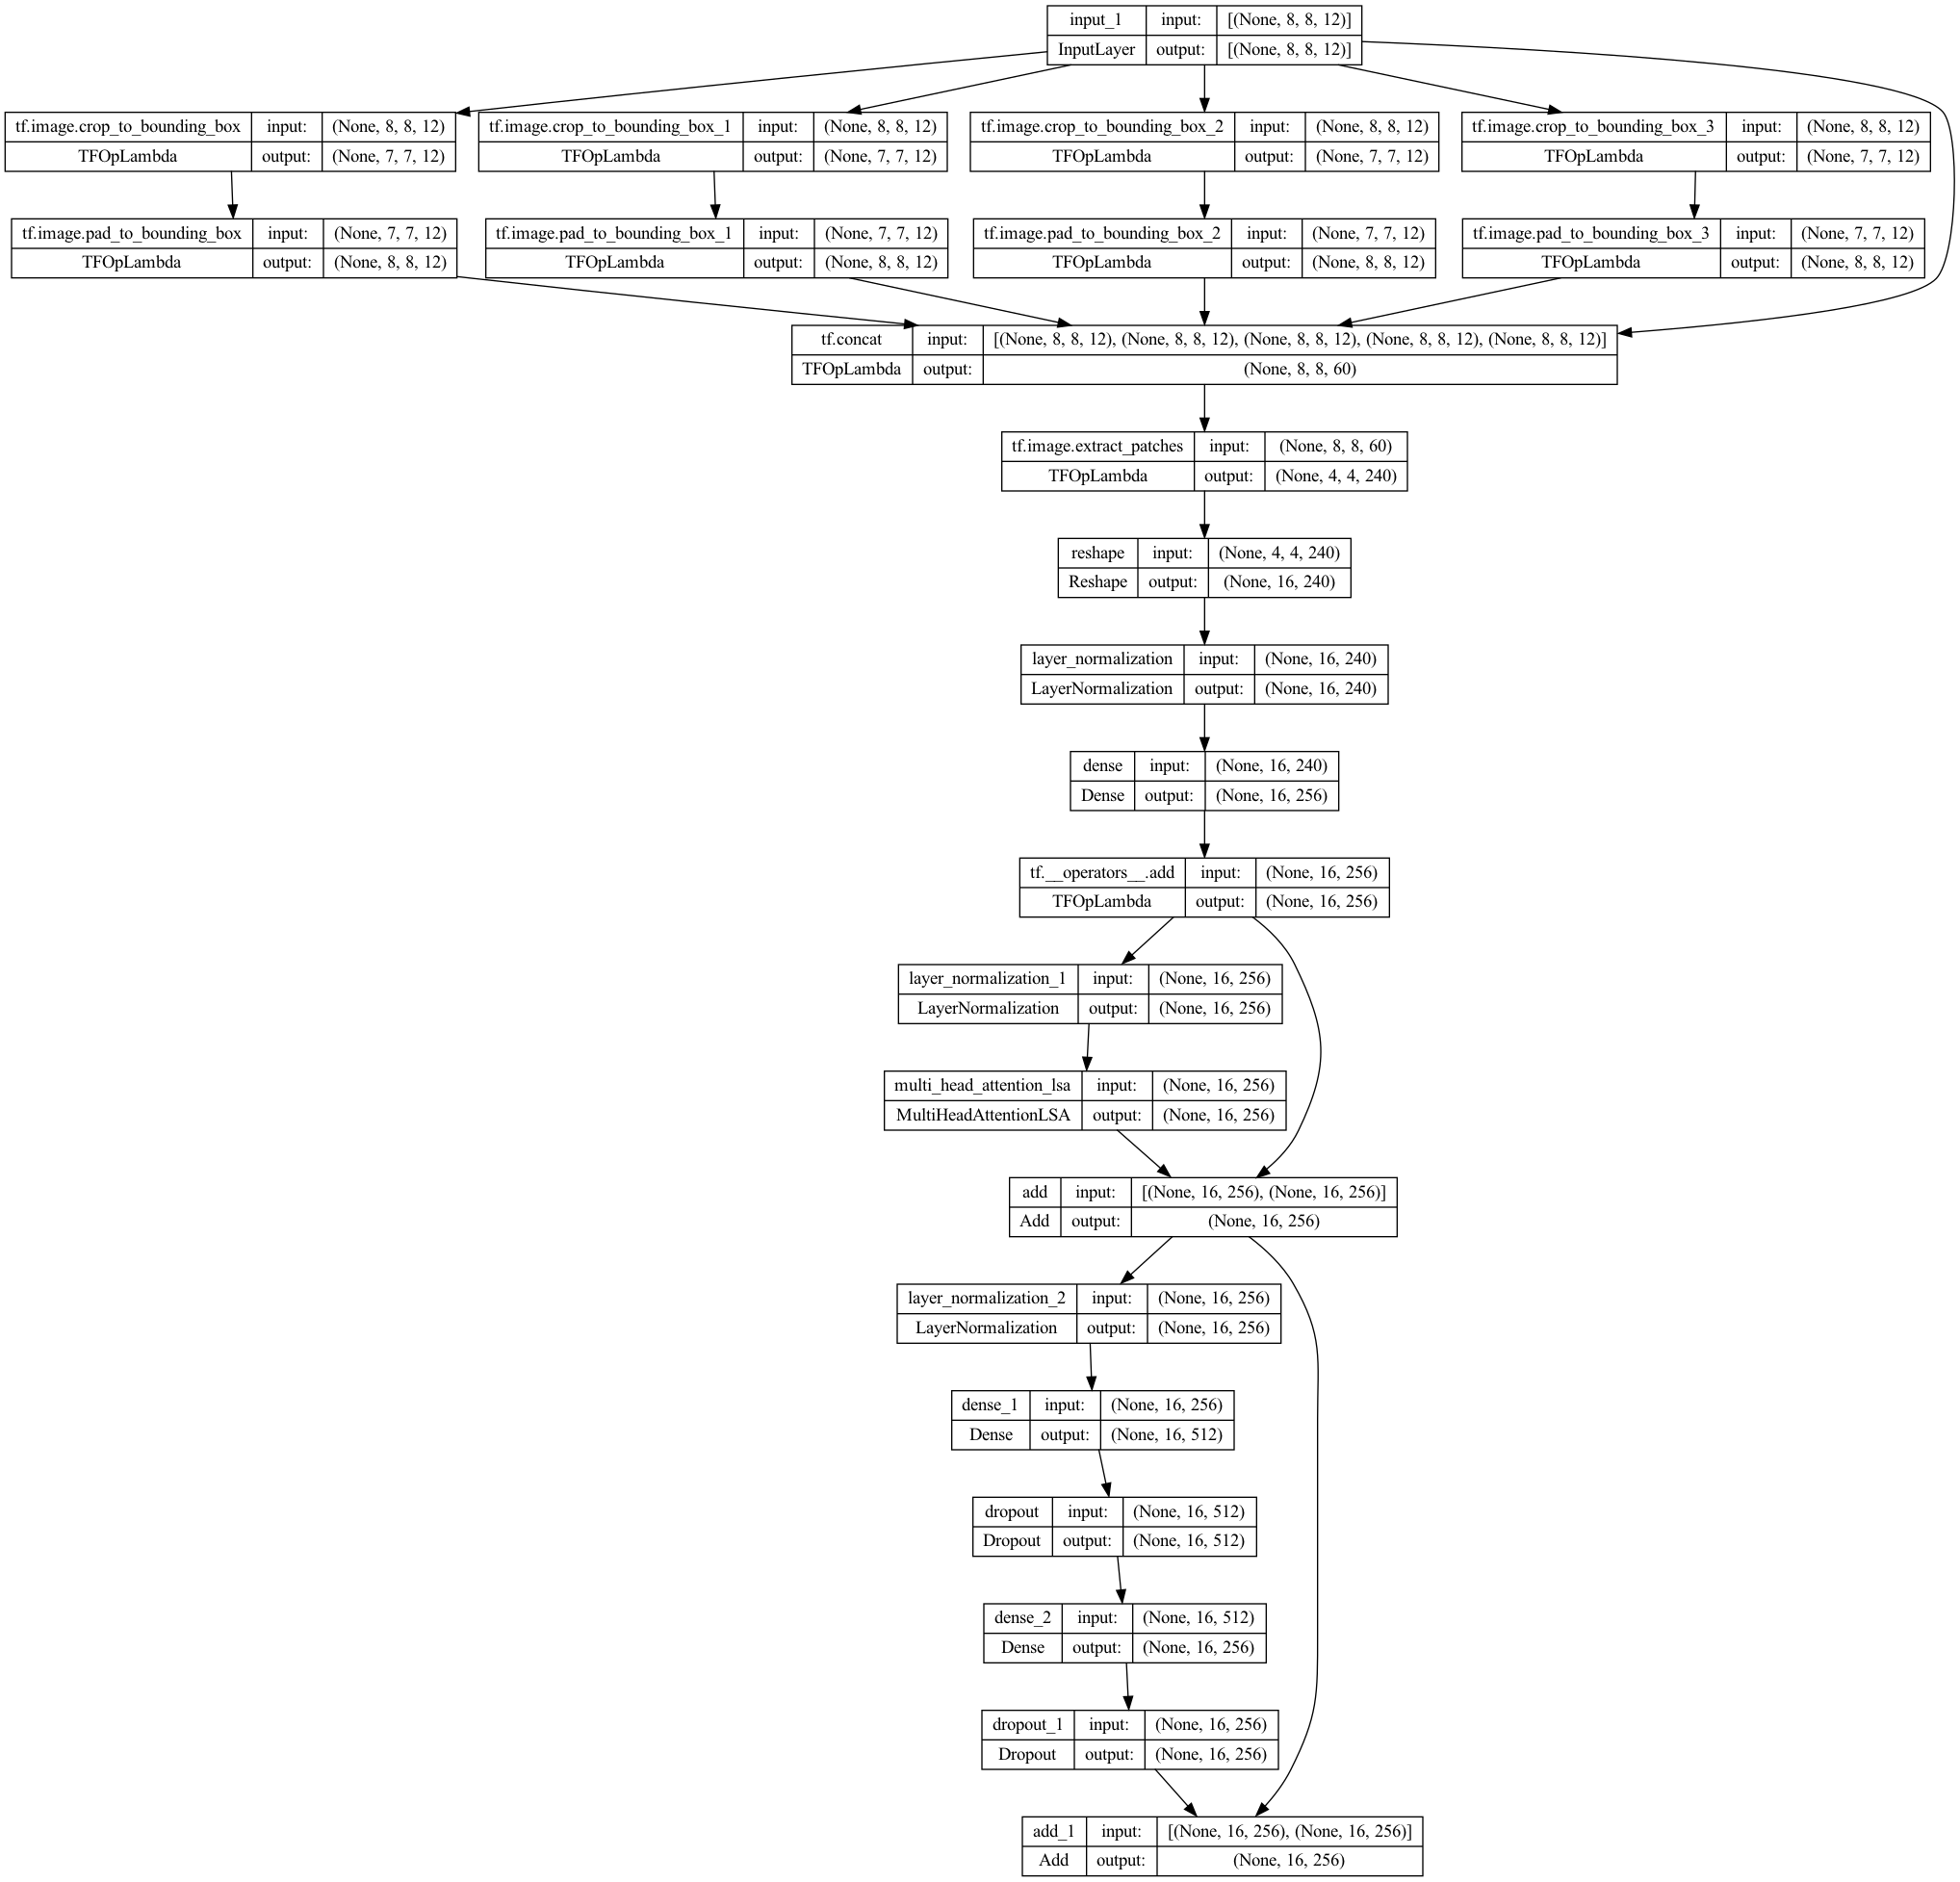 input_1 input: [(None, 8, 8, 12)]
InputLayer output: [(None, 8, 8, 12)]
tf.image.crop_to_bounding_box input: (None, 8, 8, 12)
TFOpLambda output: (None, 7, 7, 12)
tf.image.crop_to_bounding_box_1 input: (None, 8, 8, 12)
TFOpLambda output: (None, 7, 7, 12)
tf.image.crop_to_bounding_box_2 input: (None, 8, 8, 12)
TFOpLambda output: (None, 7, 7, 12)
tf.image.crop_to_bounding_box_3 input: (None, 8, 8, 12)
TFOpLambda output: (None, 7, 7, 12)
tf.image.pad_to_bounding_box input: (None, 7, 7, 12)
TFOpLambda output: (None, 8, 8, 12)
tf.image.pad_to_bounding_box_1 input: (None, 7, 7, 12)
TFOpLambda output: (None, 8, 8, 12)
tf.image.pad_to_bounding_box_2 input: (None, 7, 7, 12)
TFOpLambda output: (None, 8, 8, 12)
tf.image.pad_to_bounding_box_3 input: (None, 7, 7, 12)
TFOpLambda output: (None, 8, 8, 12)
tf.concat input: [(None, 8, 8, 12), (None, 8, 8, 12), (None, 8, 8, 12), (None, 8, 8, 12), (None, 8, 8, 12)]
TFOpLambda output: (None, 8, 8, 60)
tf.image.extract_patches input: (None, 8, 8, 60)
TFOpLambda output: (None, 4, 4, 240)
reshape input: (None, 4, 4, 240)
Reshape output: (None, 16, 240)
layer_normalization input: (None, 16, 240)
LayerNormalization output: (None, 16, 240)
dense input: (None, 16, 240)
Dense output: (None, 16, 256)
tf.__operators__.add input: (None, 16, 256)
TFOpLambda output: (None, 16, 256)
layer_normalization_1 input: (None, 16, 256)
LayerNormalization output: (None, 16, 256)
multi_head_attention_lsa input: (None, 16, 256)
MultiHeadAttentionLSA output: (None, 16, 256)
add input: [(None, 16, 256), (None, 16, 256)]
Add output: (None, 16, 256)
layer_normalization_2 input: (None, 16, 256)
LayerNormalization output: (None, 16, 256)
dense_1 input: (None, 16, 256)
Dense output: (None, 16, 512)
dropout input: (None, 16, 512)
Dropout output: (None, 16, 512)
dense_2 input: (None, 16, 512)
Dense output: (None, 16, 256)
dropout_1 input: (None, 16, 256)
Dropout output: (None, 16, 256)
add_1 input: [(None, 16, 256), (None, 16, 256)]
Add output: (None, 16, 256)